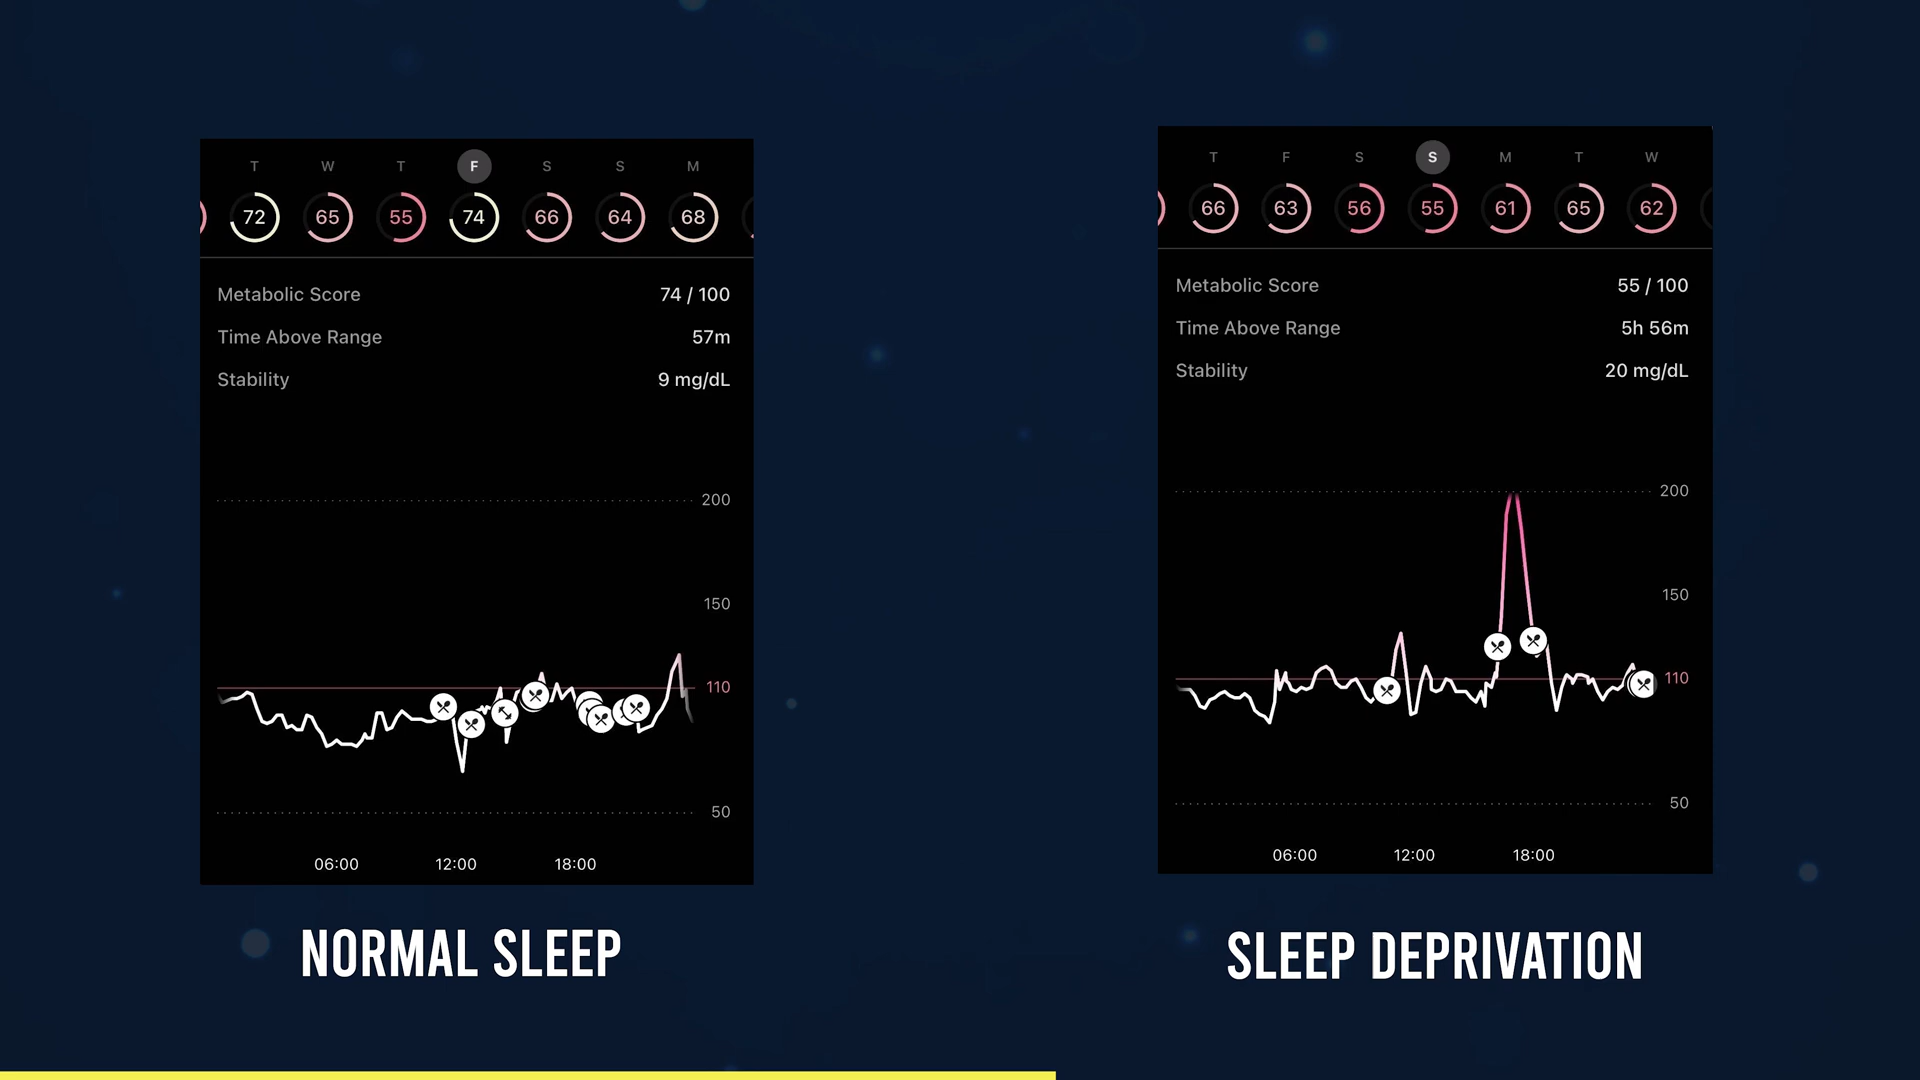 T W T F S S M
72 65 55 74 66 64 68
Metabolic Score 74 / 100
Time Above Range 57m
Stability 9 mg/dL
200
150
110
50
06:00 12:00 18:00
NORMAL SLEEP
T F S S M T W
66 63 56 55 61 65 62
Metabolic Score 55 / 100
Time Above Range 5h 56m
Stability 20 mg/dL
200
150
110
50
06:00 12:00 18:00
SLEEP DEPRIVATION